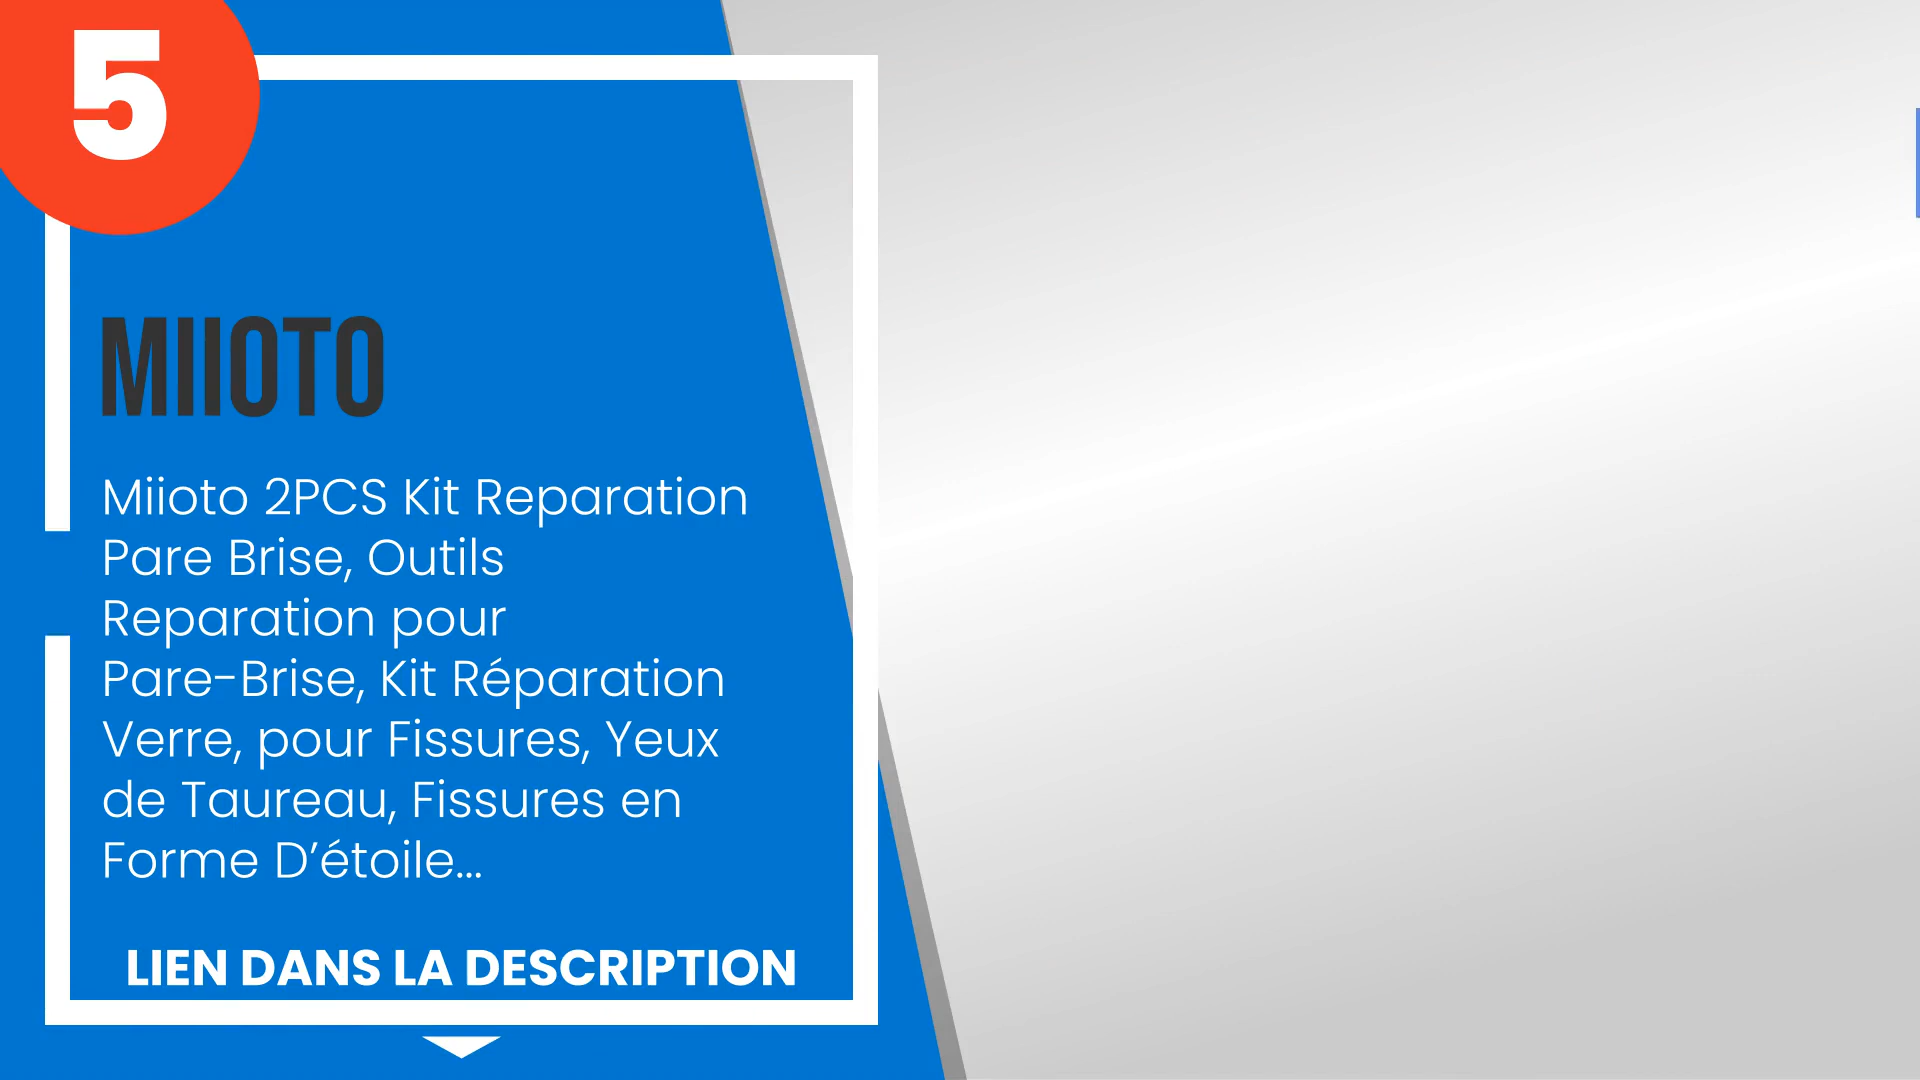 5
MIIOTO
Miioto 2PCS Kit Reparation
Pare Brise, Outils
Reparation pour
Pare-Brise, Kit Réparation
Verre, pour Fissures, Yeux
de Taureau, Fissures en
Forme D’étoile...
LIEN DANS LA DESCRIPTION